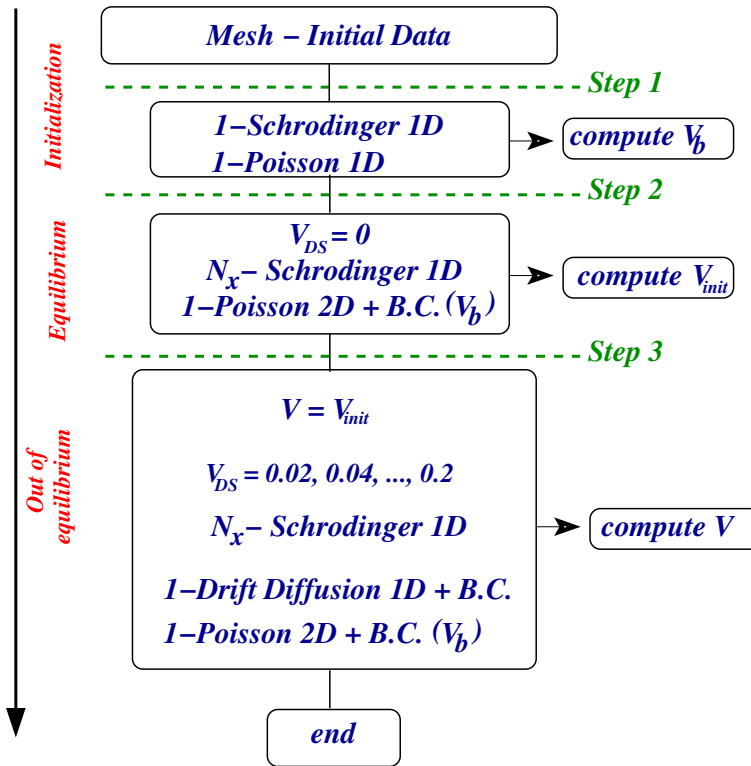 Mesh – Initial Data
Step 1
Initialization
1–Schrodinger 1D
1–Poisson 1D
compute V_b
Step 2
Equilibrium
V_DS = 0
N_x – Schrodinger 1D
1–Poisson 2D + B.C. (V_b)
compute V_init
Step 3
Out of
equilibrium
V = V_init
V_DS = 0.02, 0.04, ..., 0.2
N_x – Schrodinger 1D
1–Drift Diffusion 1D + B.C.
1–Poisson 2D + B.C. (V_b)
compute V
end